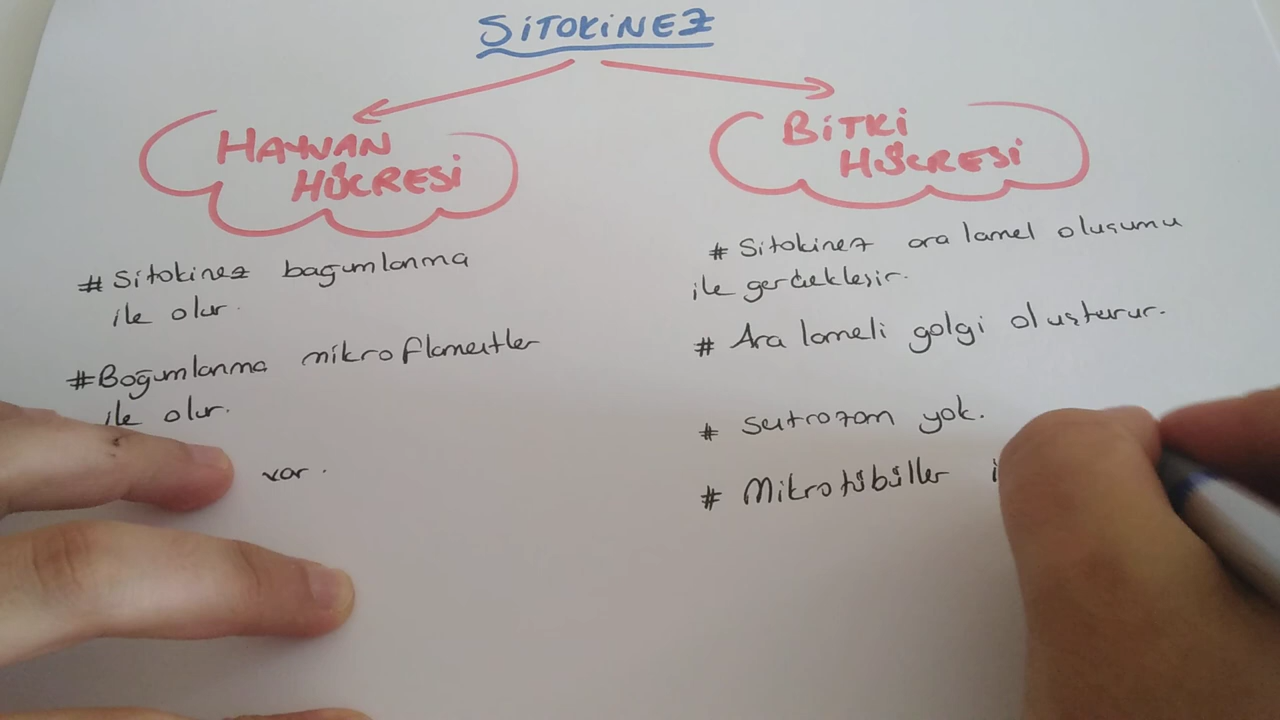 SİTOKİNEZ
HAYVAN
HÜCRESİ
# Sitokinez bağumlanma
ile olur.
# Boğumlanma mikroflamentler
ile olur.
var.
BİTKİ
HÜCRESİ
# Sitokinez ara lamel oluşumu
ile gerçekleşir.
# Ara lameli golgi oluşturur.
# Sentrozom yok.
# Mikrotübüller